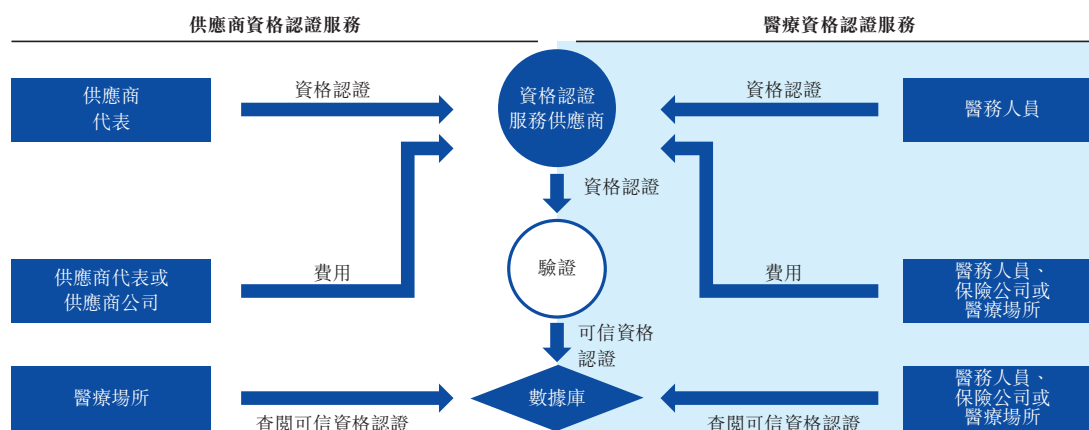 供應商資格認證服務
醫療資格認證服務
供應商
代表
資格認證
資格認證
服務供應商
資格認證
醫務人員
資格認證
供應商代表或
供應商公司
費用
驗證
費用
醫務人員、
保險公司或
醫療場所
可信資格
認證
醫療場所
查閱可信資格認證
數據庫
查閱可信資格認證
醫務人員、
保險公司或
醫療場所